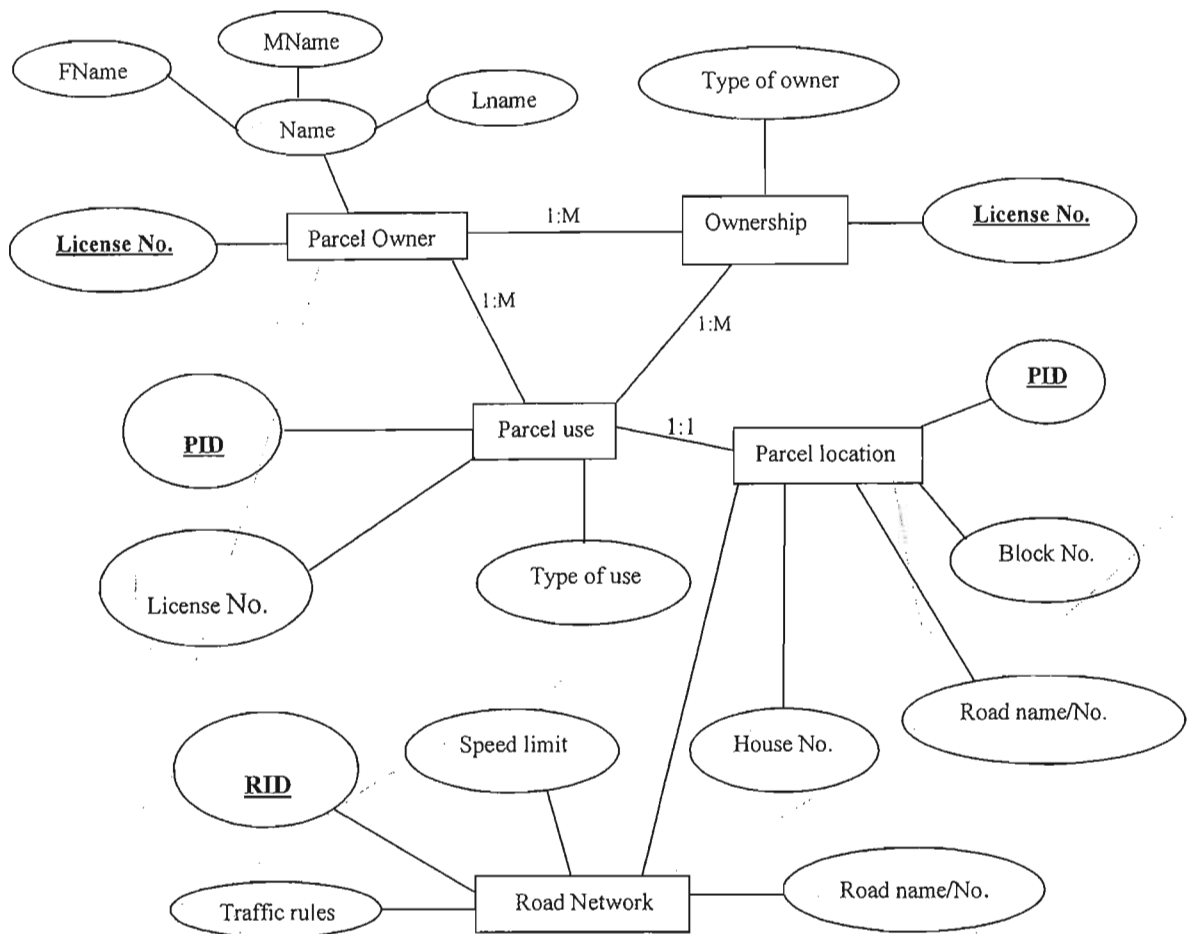 MName
FName
Lname
Name
Type of owner
License No.
Parcel Owner
1:M
Ownership
License No.
1:M
1:M
PID
PID
Parcel use
1:1
Parcel location
Block No.
Type of use
License No.
Road name/No.
House No.
Speed limit
RID
Road name/No.
Road Network
Traffic rules